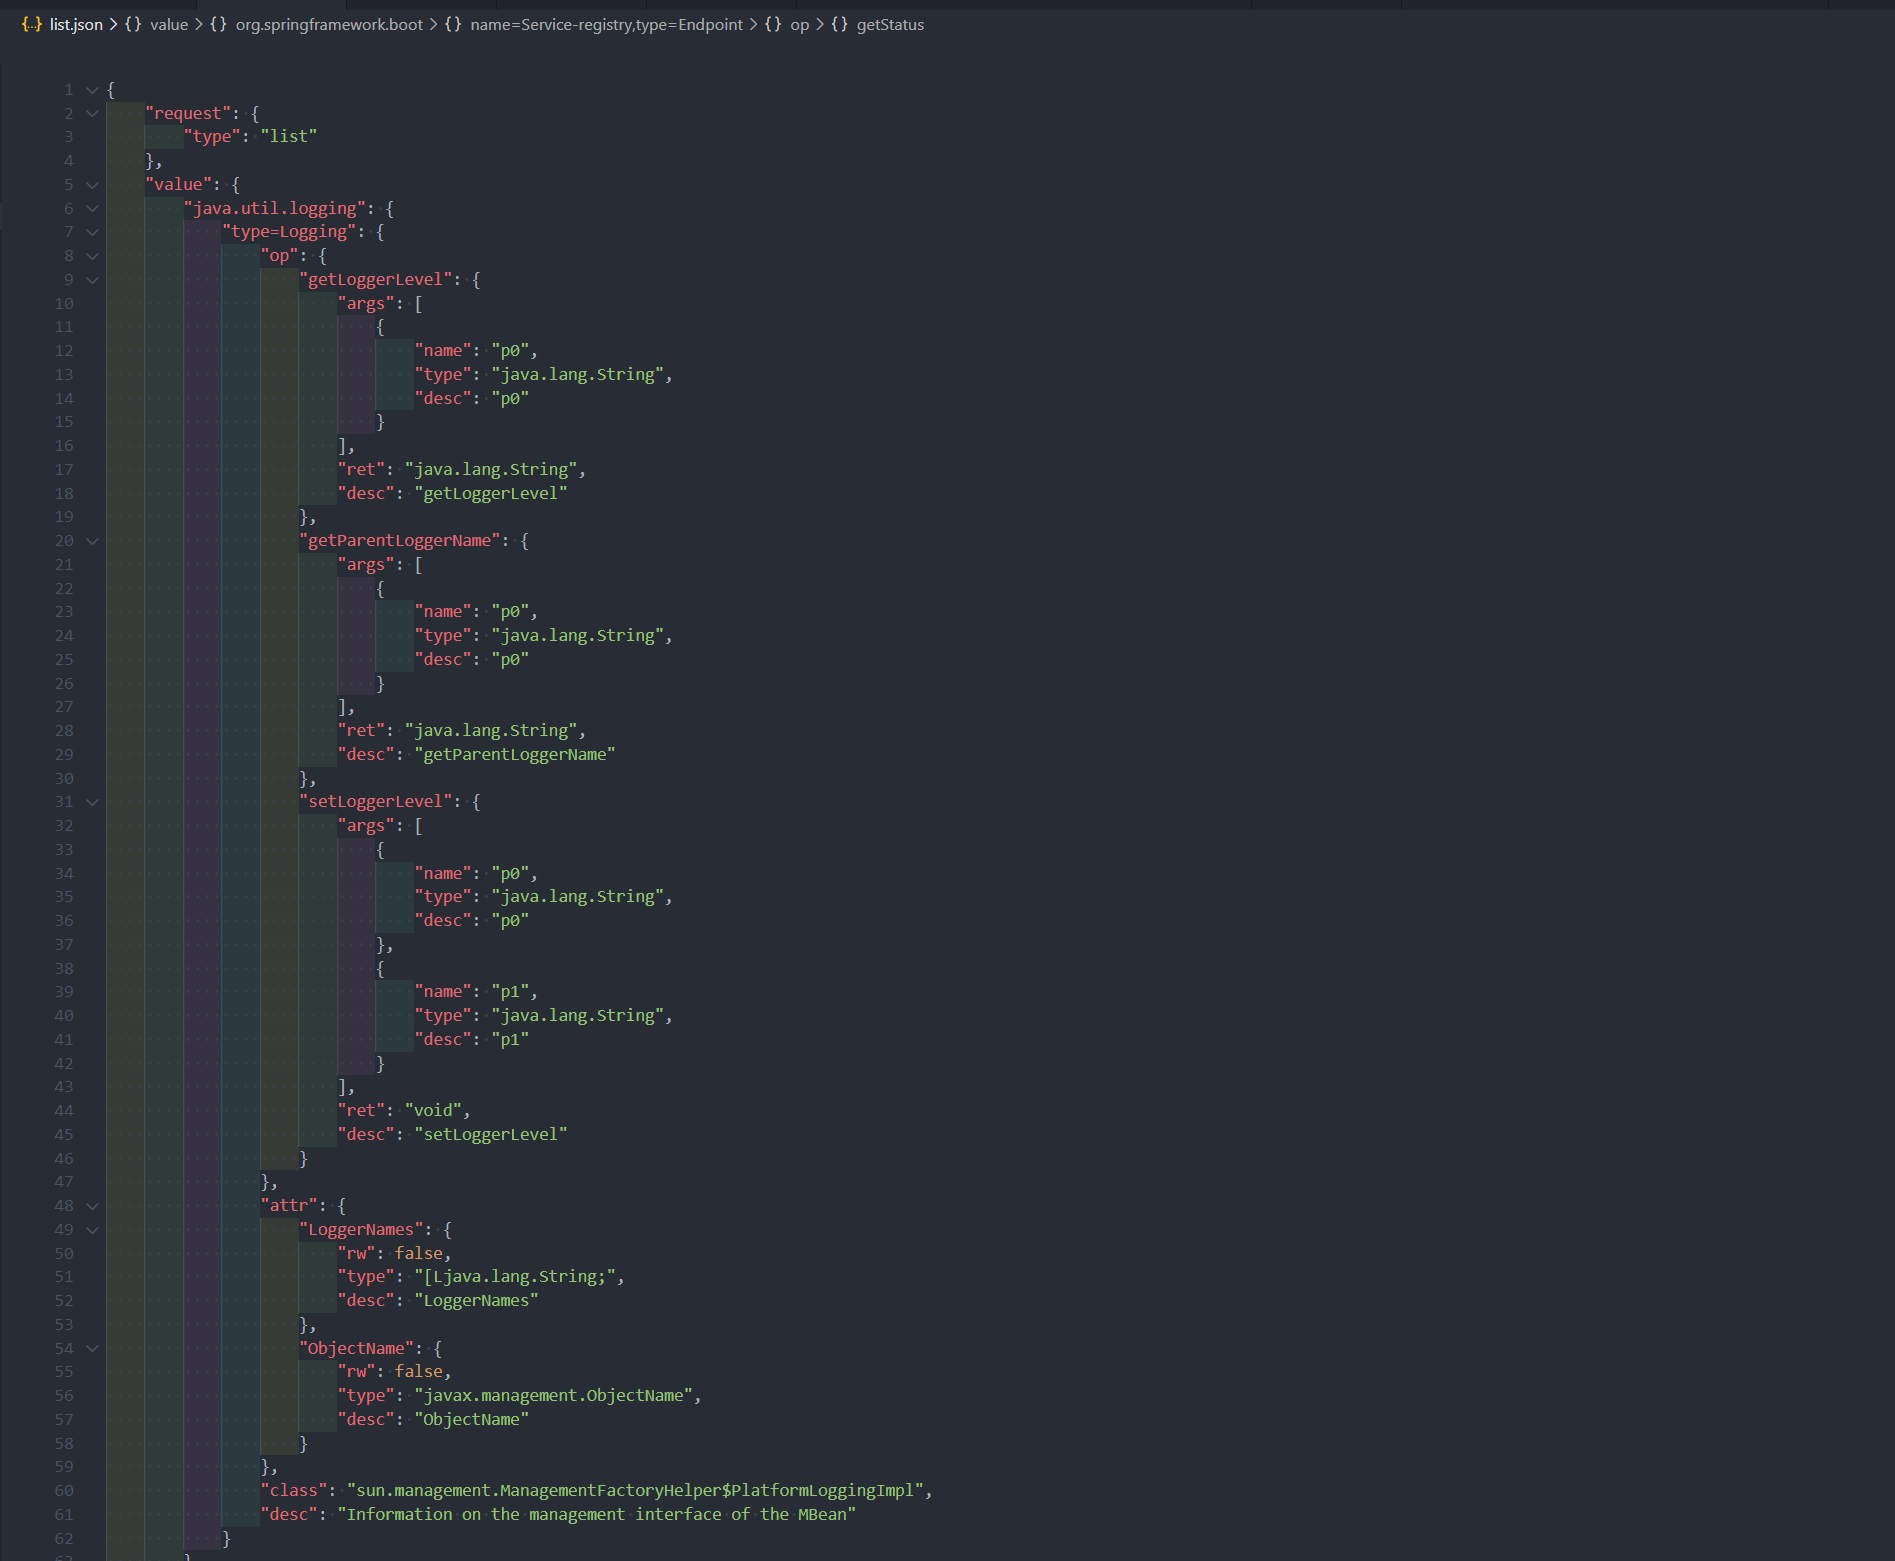 {..} list.json > {} value > {} org.springframework.boot > {} name=Service-registry,type=Endpoint > {} op > {} getStatus
1 {
2 "request": {
3 "type": "list"
4 },
5 "value": {
6 "java.util.logging": {
7 "type=Logging": {
8 "op": {
9 "getLoggerLevel": {
10 "args": [
11 {
12 "name": "p0",
13 "type": "java.lang.String",
14 "desc": "p0"
15 }
16 ],
17 "ret": "java.lang.String",
18 "desc": "getLoggerLevel"
19 },
20 "getParentLoggerName": {
21 "args": [
22 {
23 "name": "p0",
24 "type": "java.lang.String",
25 "desc": "p0"
26 }
27 ],
28 "ret": "java.lang.String",
29 "desc": "getParentLoggerName"
30 },
31 "setLoggerLevel": {
32 "args": [
33 {
34 "name": "p0",
35 "type": "java.lang.String",
36 "desc": "p0"
37 },
38 {
39 "name": "p1",
40 "type": "java.lang.String",
41 "desc": "p1"
42 }
43 ],
44 "ret": "void",
45 "desc": "setLoggerLevel"
46 }
47 },
48 "attr": {
49 "LoggerNames": {
50 "rw": false,
51 "type": "[Ljava.lang.String;",
52 "desc": "LoggerNames"
53 },
54 "ObjectName": {
55 "rw": false,
56 "type": "javax.management.ObjectName",
57 "desc": "ObjectName"
58 }
59 },
60 "class": "sun.management.ManagementFactoryHelper$PlatformLoggingImpl",
61 "desc": "Information on the management interface of the MBean"
62 }